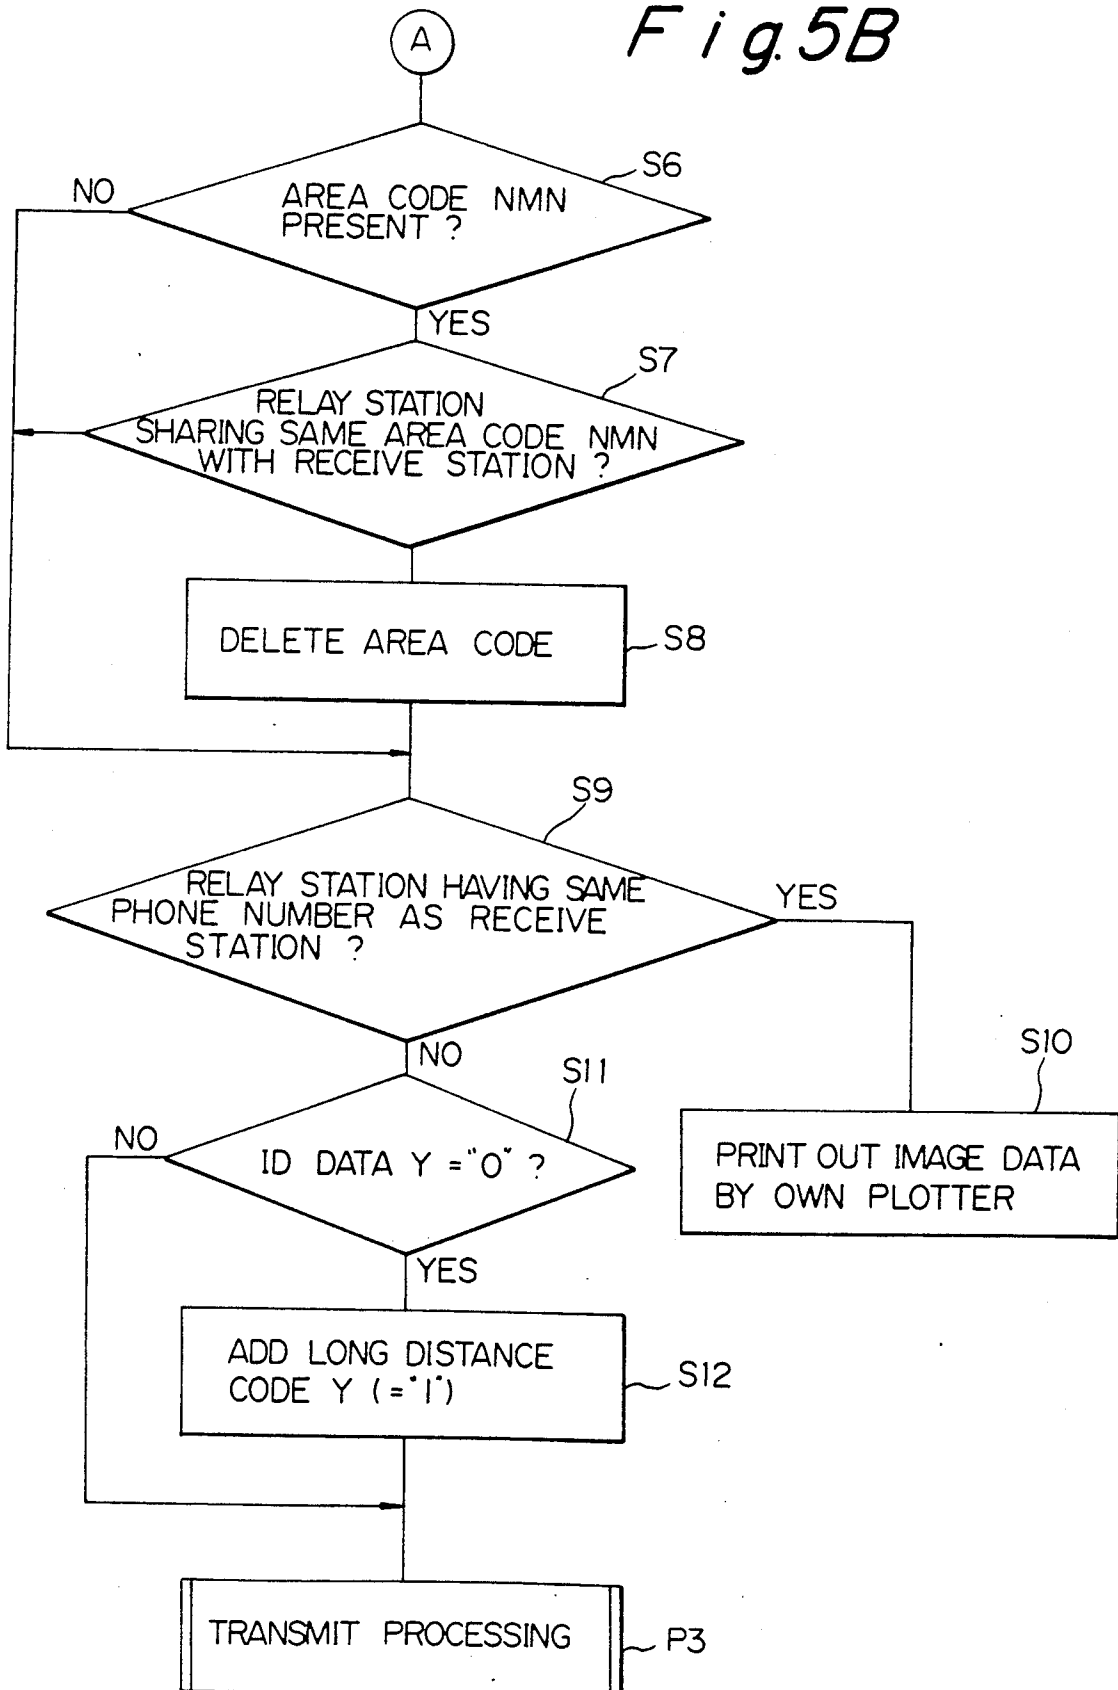 Fig. 5B
A
S6
NO
AREA CODE NMN
PRESENT ?
YES
S7
RELAY STATION
SHARING SAME AREA CODE NMN
WITH RECEIVE STATION ?
DELETE AREA CODE
S8
S9
RELAY STATION HAVING SAME
PHONE NUMBER AS RECEIVE
STATION ?
YES
NO
S10
S11
NO
ID DATA Y = "0" ?
PRINT OUT IMAGE DATA
BY OWN PLOTTER
YES
ADD LONG DISTANCE
CODE Y (= "1")
S12
TRANSMIT PROCESSING
P3